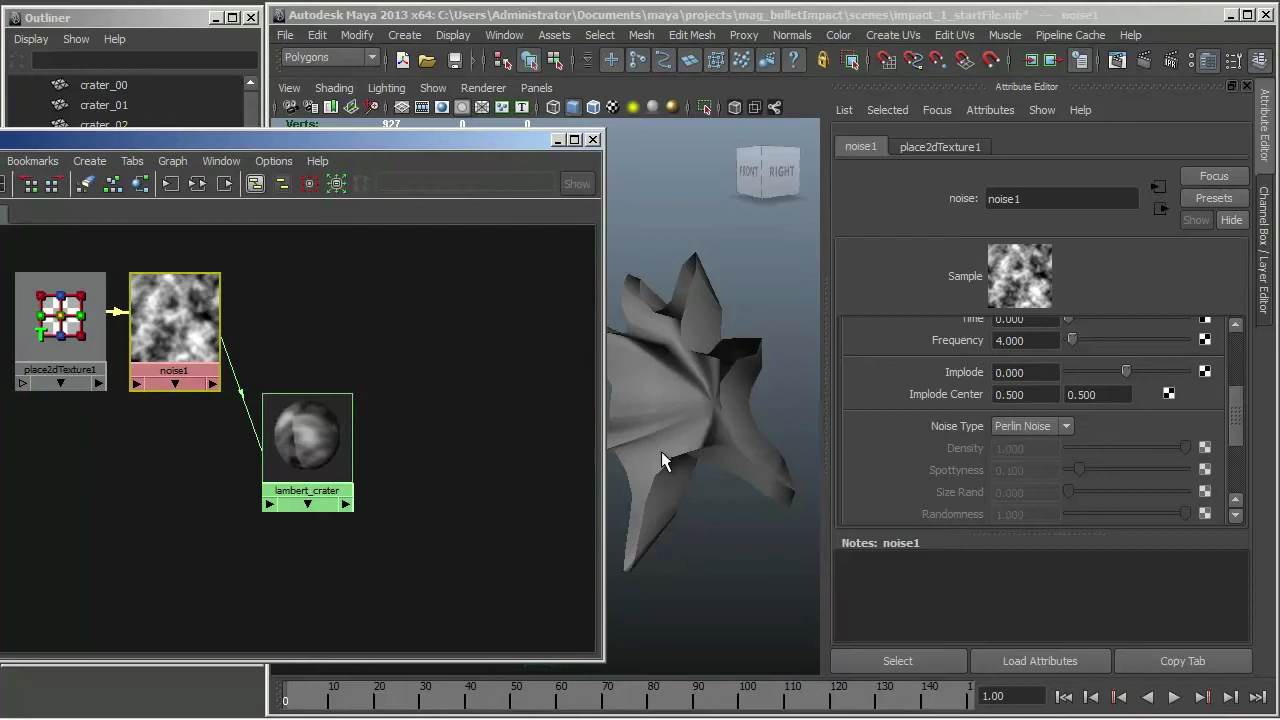 Outliner
Autodesk Maya 2013 x64: C:\Users\Administrator\Documents\maya\projects\mag_bulletImpact\scenes\impact_1_startFile.mb* --- noise1
Display Show Help
File Edit Modify Create Display Window Assets Select Mesh Edit Mesh Proxy Normals Color Create UVs Edit UVs Muscle Pipeline Cache Help
Polygons
crater_00
crater_01
crater_02
View Shading Lighting Show Renderer Panels
Attribute Editor
List Selected Focus Attributes Show Help
Verts: 927 0 0
Bookmarks Create Tabs Graph Window Options Help
Show
noise1 place2dTexture1
FRONT RIGHT
noise: noise1
Focus
Presets
Show Hide
Sample
Time 0.000
Frequency 4.000
Implode 0.000
Implode Center 0.500 0.500
Noise Type Perlin Noise
Density 1.000
Spottyness 0.100
Size Rand 0.000
Randomness 1.000
Notes: noise1
Select Load Attributes Copy Tab
place2dTexture1
noise1
lambert_crater
Attribute Editor
Channel Box / Layer Editor
0 10 20 30 40 50 60 70 80 90 100 110 120 130 140 1
1.00